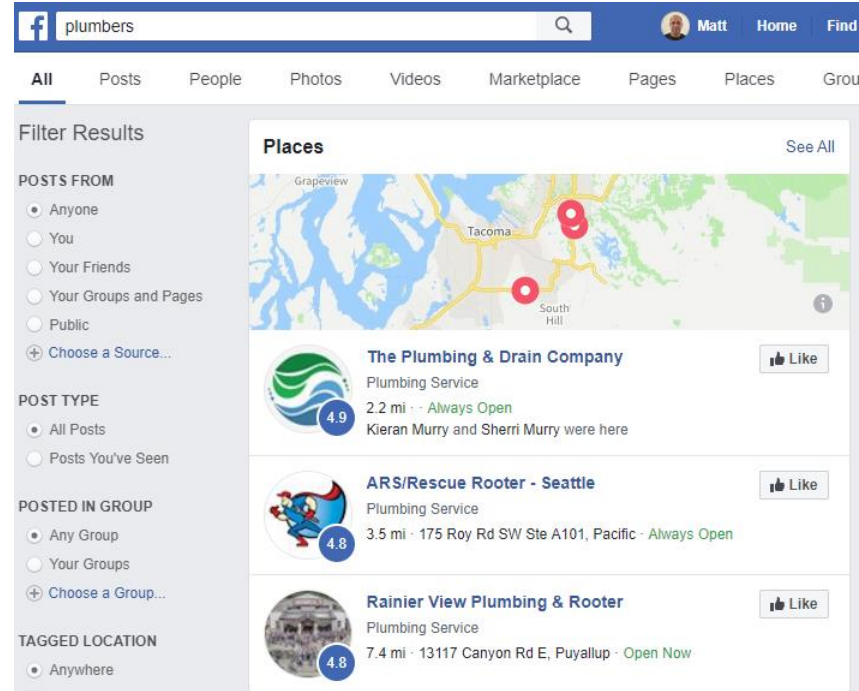 f plumbers Matt Home Find
All Posts People Photos Videos Marketplace Pages Places Grou
Filter Results
POSTS FROM
Anyone
You
Your Friends
Your Groups and Pages
Public
Choose a Source...
POST TYPE
All Posts
Posts You've Seen
POSTED IN GROUP
Any Group
Your Groups
Choose a Group...
TAGGED LOCATION
Anywhere
Places See All
Grapeview
Tacoma
South
Hill
i
The Plumbing & Drain Company
Like
Plumbing Service
2.2 mi · · Always Open
4.9
Kieran Murry and Sherri Murry were here
ARS/Rescue Rooter - Seattle
Like
Plumbing Service
3.5 mi · 175 Roy Rd SW Ste A101, Pacific · Always Open
4.8
Rainier View Plumbing & Rooter
Like
Plumbing Service
7.4 mi · 13117 Canyon Rd E, Puyallup · Open Now
4.8